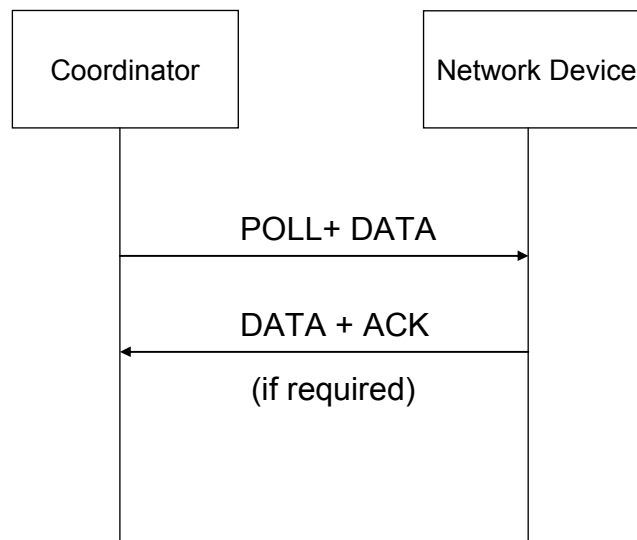 Coordinator
Network Device
POLL+ DATA
DATA + ACK
(if required)